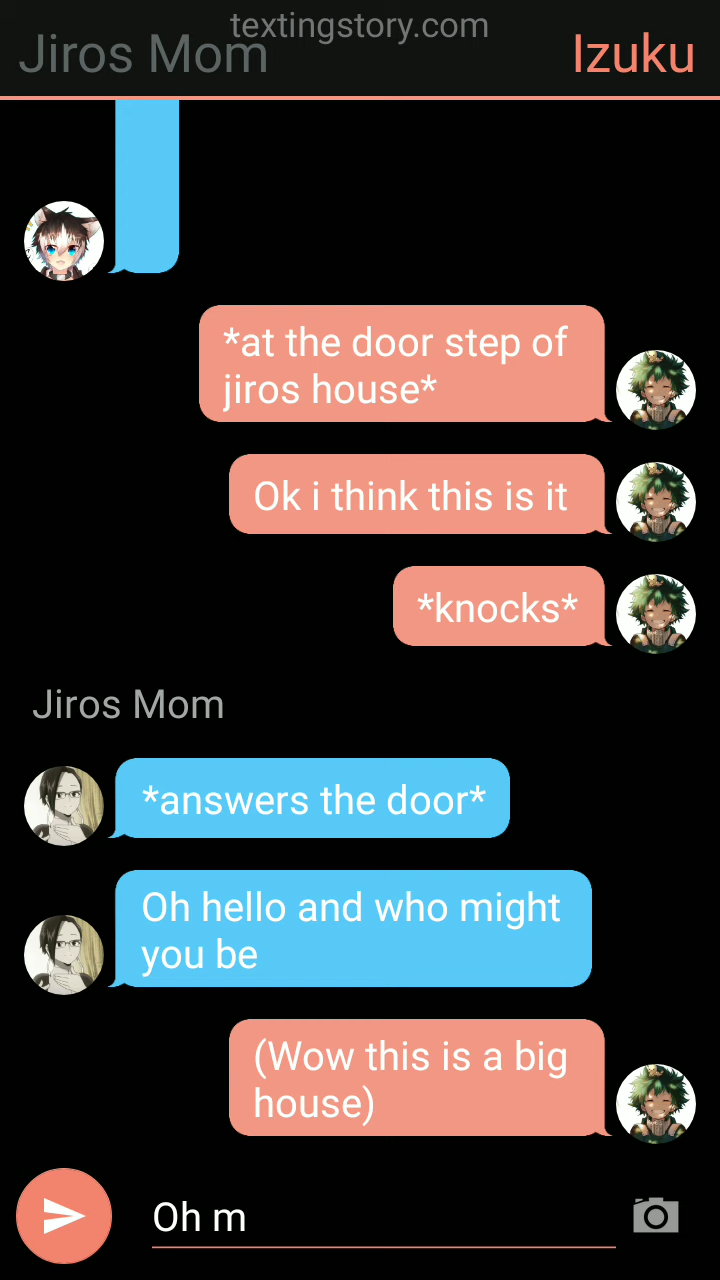 textingstory.com
Jiros Mom
Izuku
*at the door step of
jiros house*
Ok i think this is it
*knocks*
Jiros Mom
*answers the door*
Oh hello and who might
you be
(Wow this is a big
house)
Oh m